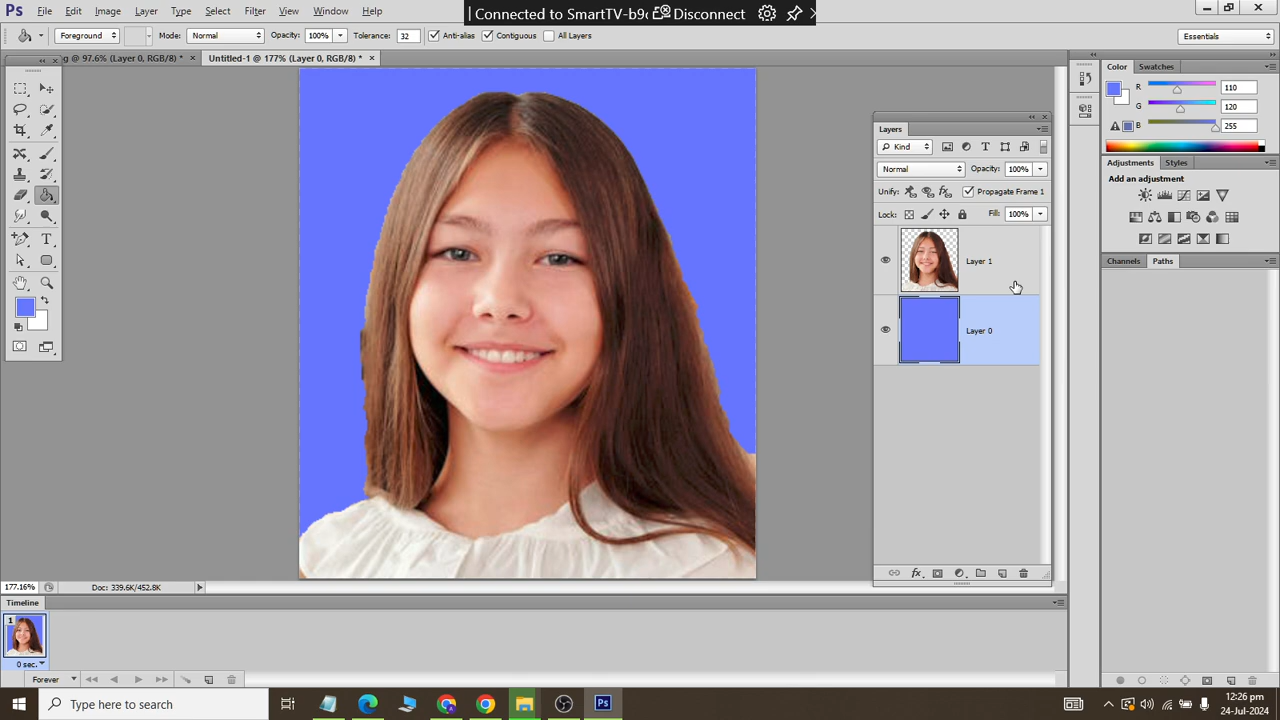 Ps File Edit Image Layer Type Select Filter View Window Help
Connected to SmartTV-b9 Disconnect
Foreground Mode: Normal Opacity: 100% Tolerance: 32 Anti-alias Contiguous All Layers Essentials
g @ 97.6% (Layer 0, RGB/8) * × Untitled-1 @ 177% (Layer 0, RGB/8) * ×
Color Swatches
R 110
G 120
B 255
Layers
Kind
Normal Opacity: 100%
Unify: Propagate Frame 1
Lock: Fill: 100%
Layer 1
Layer 0
Adjustments Styles
Add an adjustment
Channels Paths
177.16% Doc: 339.6K/452.8K
Timeline
1
0 sec.
Forever
Type here to search
12:26 pm
24-Jul-2024